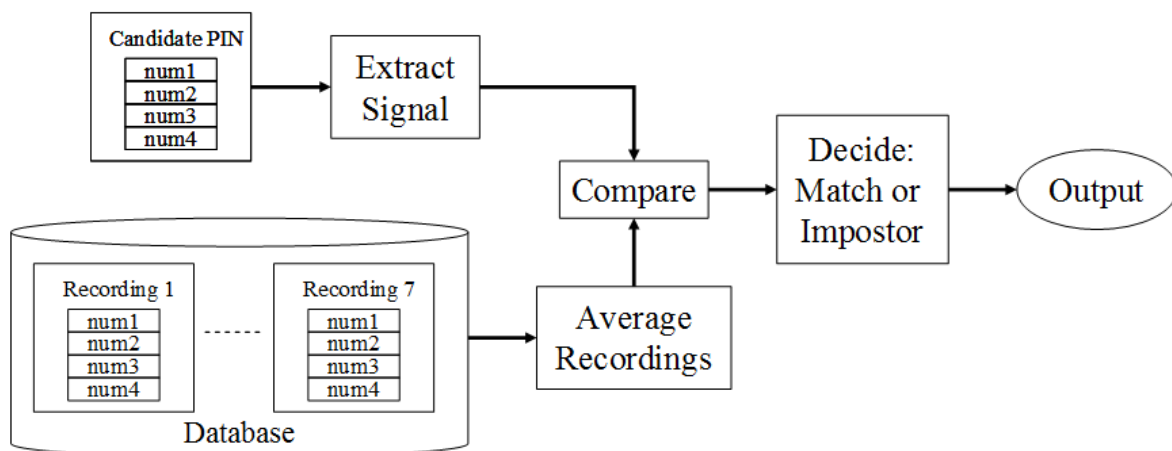 Candidate PIN
num1
num2
num3
num4
Extract
Signal
Compare
Decide:
Match or
Impostor
Output
Recording 1
num1
num2
num3
num4
Recording 7
num1
num2
num3
num4
Database
Average
Recordings